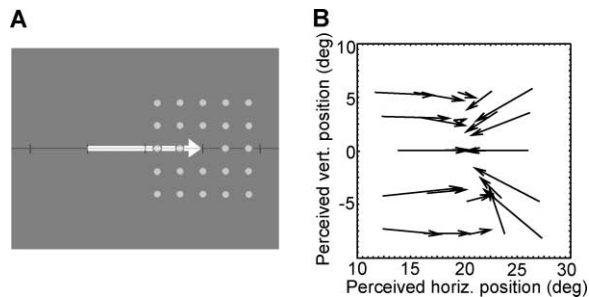 A
B
10
5
0
-5
Perceived vert. position (deg)
10 15 20 25 30
Perceived horiz. position (deg)